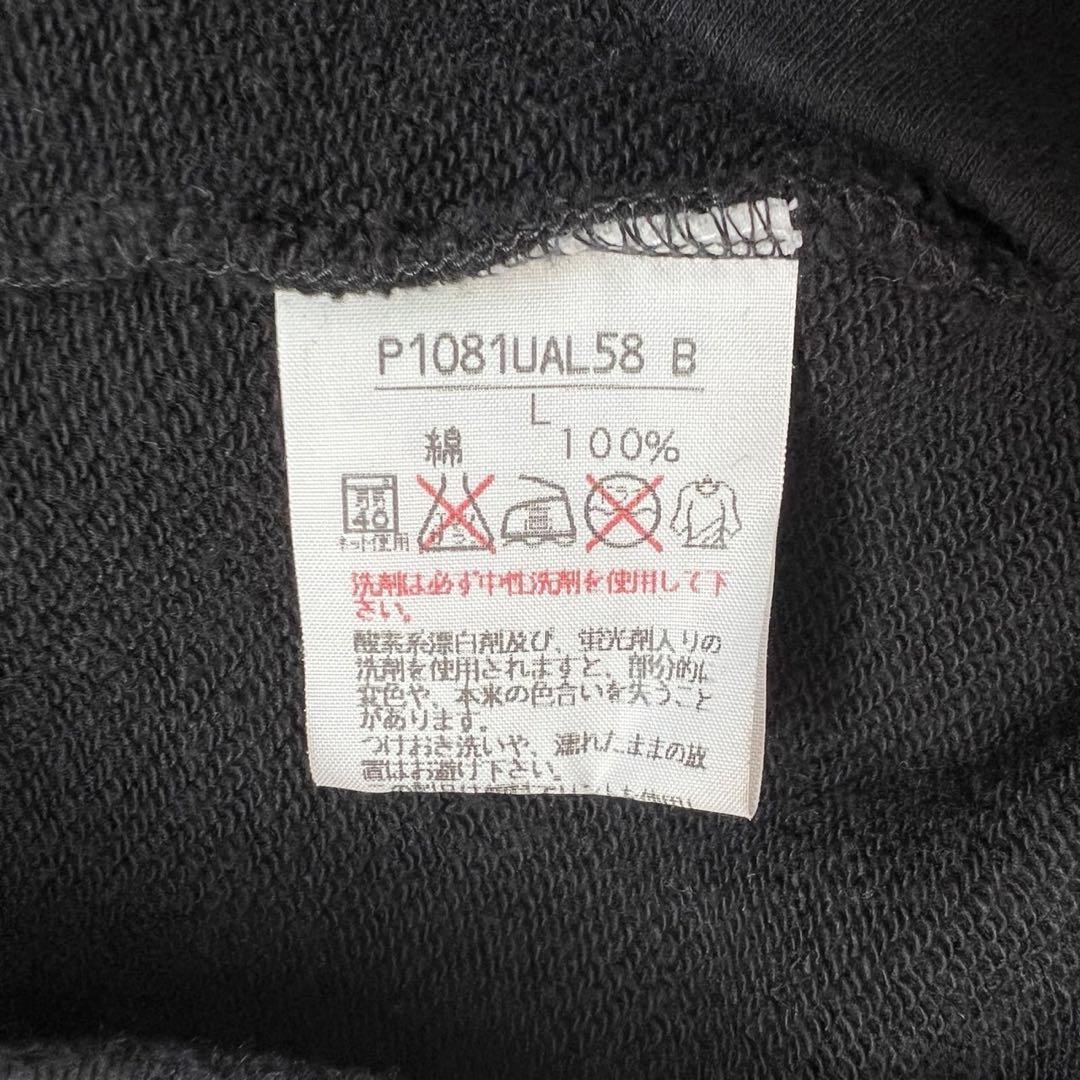 P1081UAL58 B
L
綿 100%
弱
40
ネット使用
洗剤は必ず中性洗剤を使用して下
さい。
酸素系漂白剤及び、蛍光剤入りの
洗剤を使用されますと、部分的に
変色や、本来の色合いを失うこと
があります。
つけおき洗いや、濡れたままの放
置はお避け下さい。